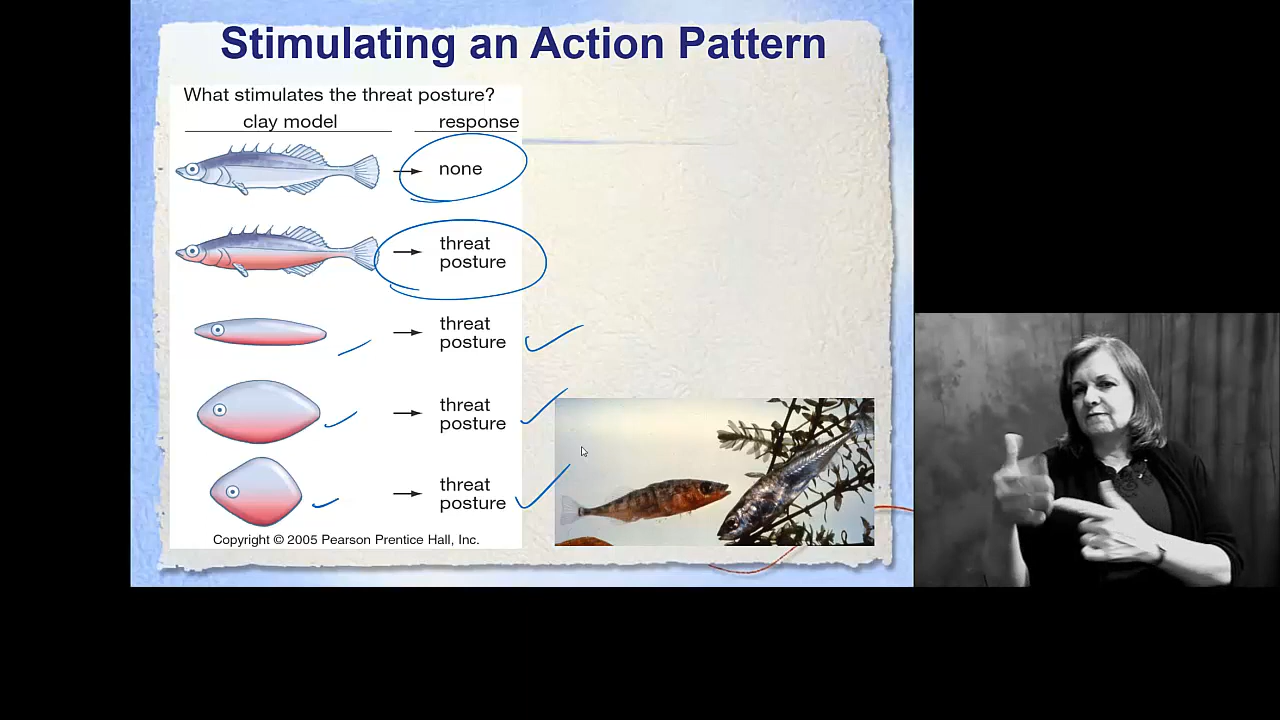 Stimulating an Action Pattern
What stimulates the threat posture?
clay model response
none
threat
posture
threat
posture
threat
posture
threat
posture
Copyright © 2005 Pearson Prentice Hall, Inc.